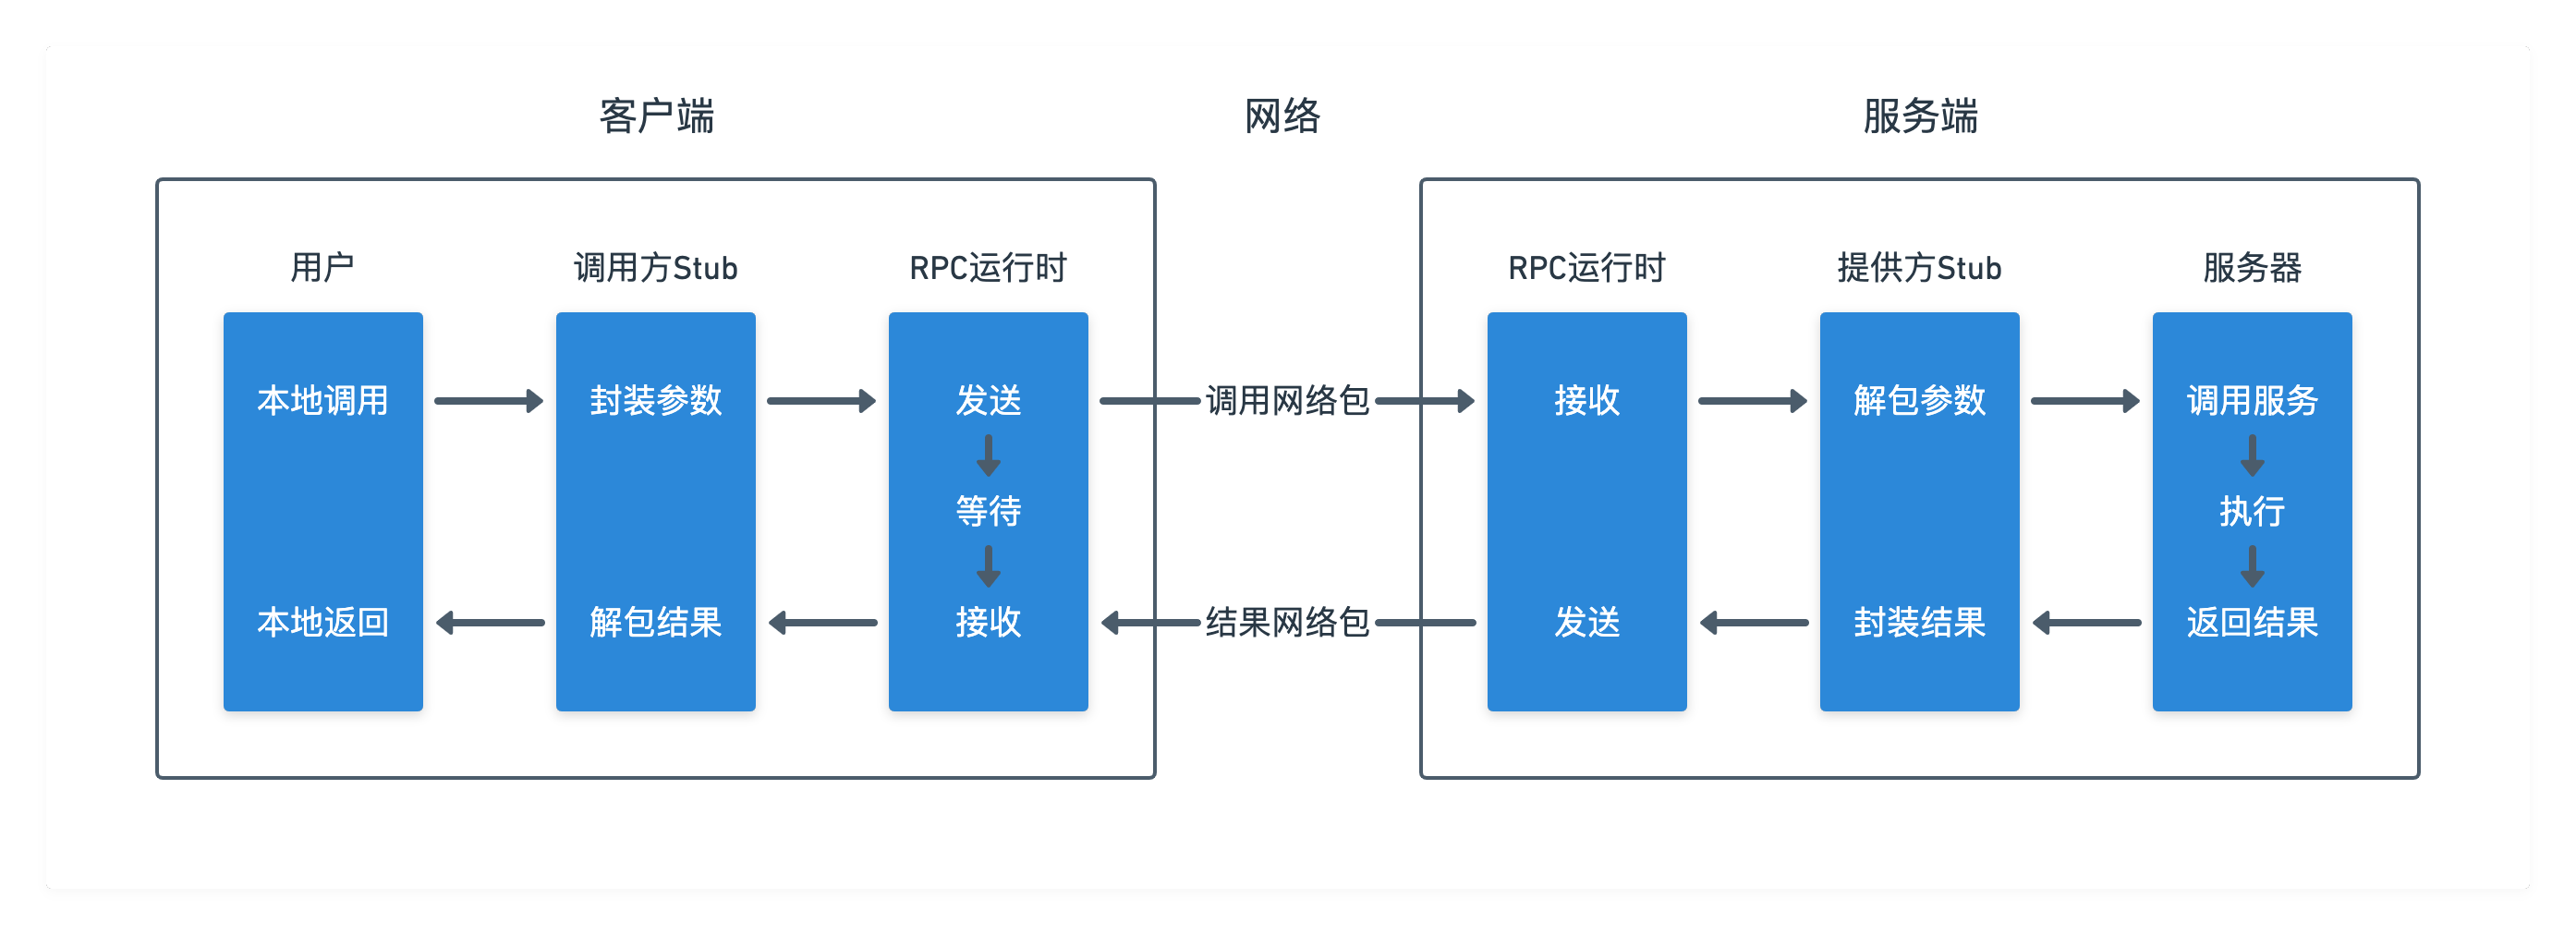 客户端 网络 服务端
用户 调用方Stub RPC运行时 RPC运行时 提供方Stub 服务器
本地调用 封装参数 发送 调用网络包 接收 解包参数 调用服务
等待 执行
本地返回 解包结果 接收 结果网络包 发送 封装结果 返回结果